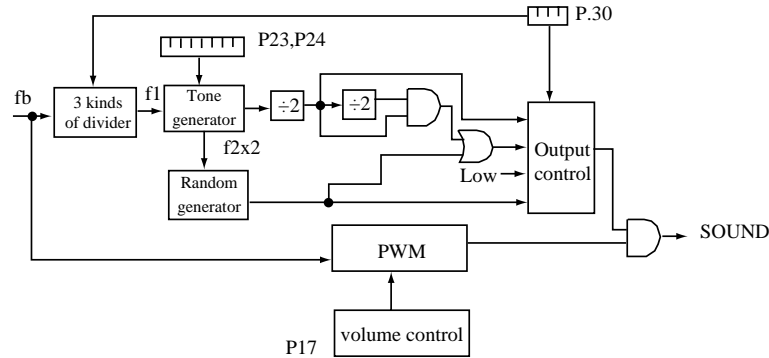 P.30
P23,P24
fb
3 kinds
of divider
f1
Tone
generator
÷2
÷2
f2x2
Random
generator
Low
Output
control
SOUND
PWM
P17
volume control